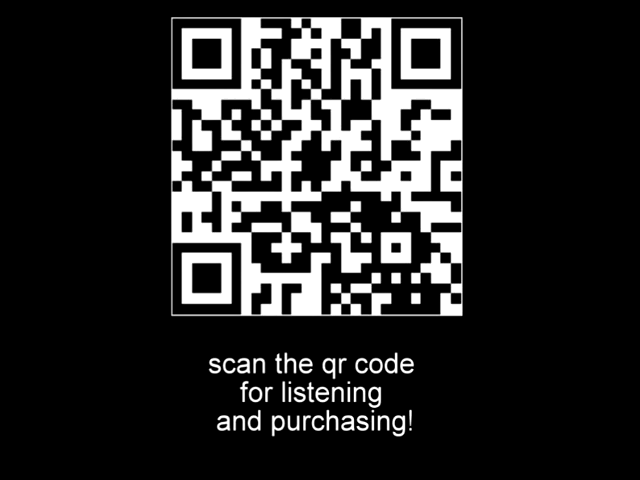 scan the qr code
for listening
and purchasing!